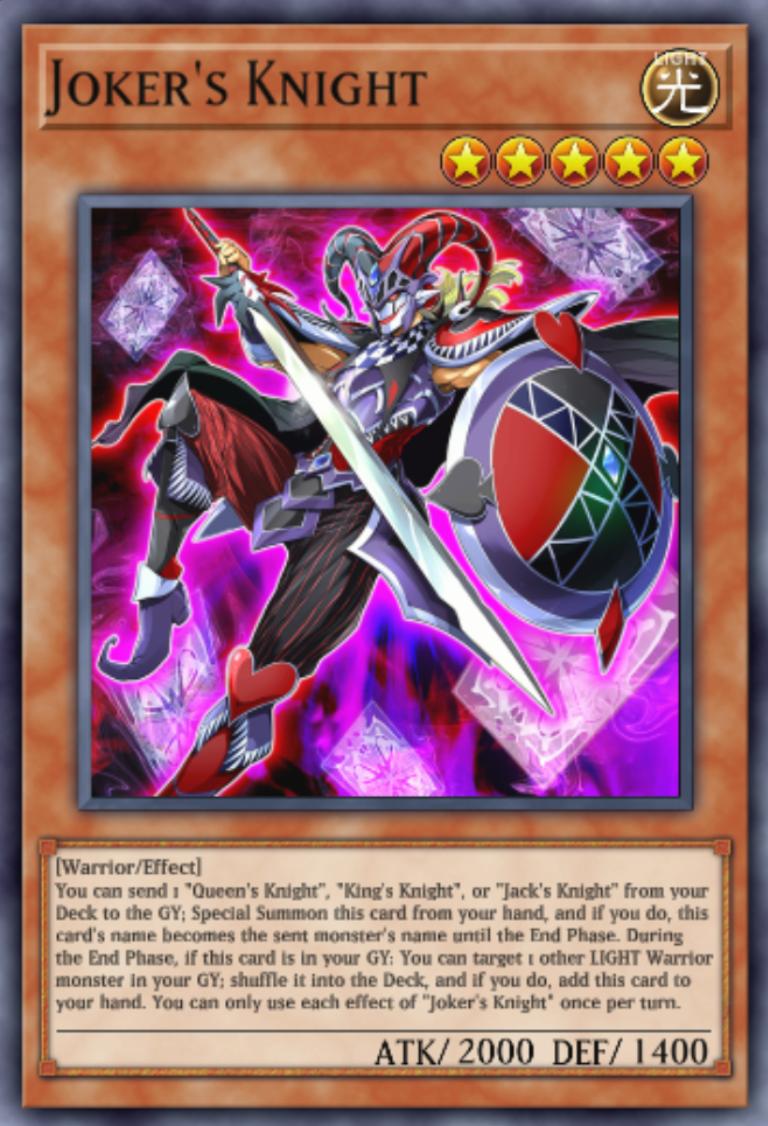 JOKER'S KNIGHT
LIGHT
光
[Warrior/Effect]
You can send 1 "Queen's Knight", "King's Knight", or "Jack's Knight" from your
Deck to the GY; Special Summon this card from your hand, and if you do, this
card's name becomes the sent monster's name until the End Phase. During
the End Phase, if this card is in your GY: You can target 1 other LIGHT Warrior
monster in your GY; shuffle it into the Deck, and if you do, add this card to
your hand. You can only use each effect of "Joker's Knight" once per turn.
ATK/ 2000 DEF/ 1400